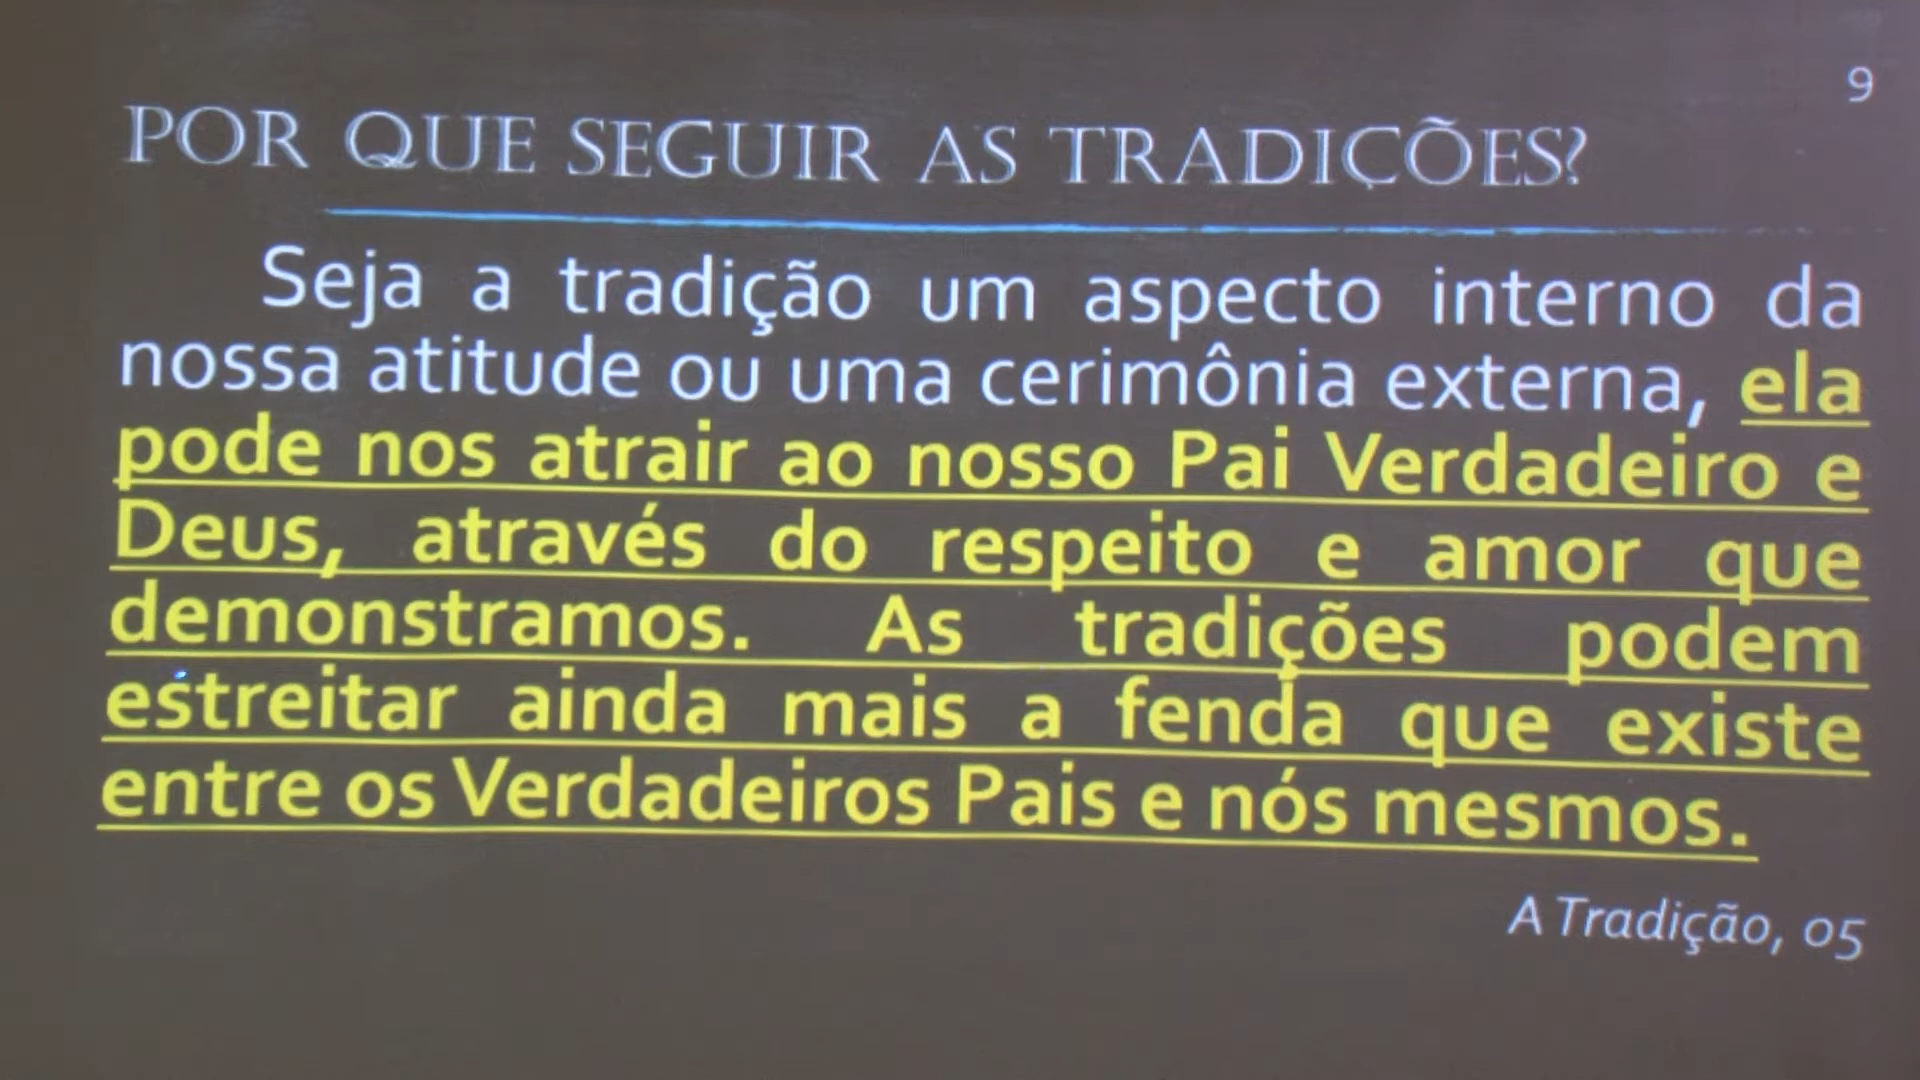 9
POR QUE SEGUIR AS TRADIÇÕES?
Seja a tradição um aspecto interno da
nossa atitude ou uma cerimônia externa, ela
pode nos atrair ao nosso Pai Verdadeiro e
Deus, através do respeito e amor que
demonstramos. As tradições podem
estreitar ainda mais a fenda que existe
entre os Verdadeiros Pais e nós mesmos.
A Tradição, 05